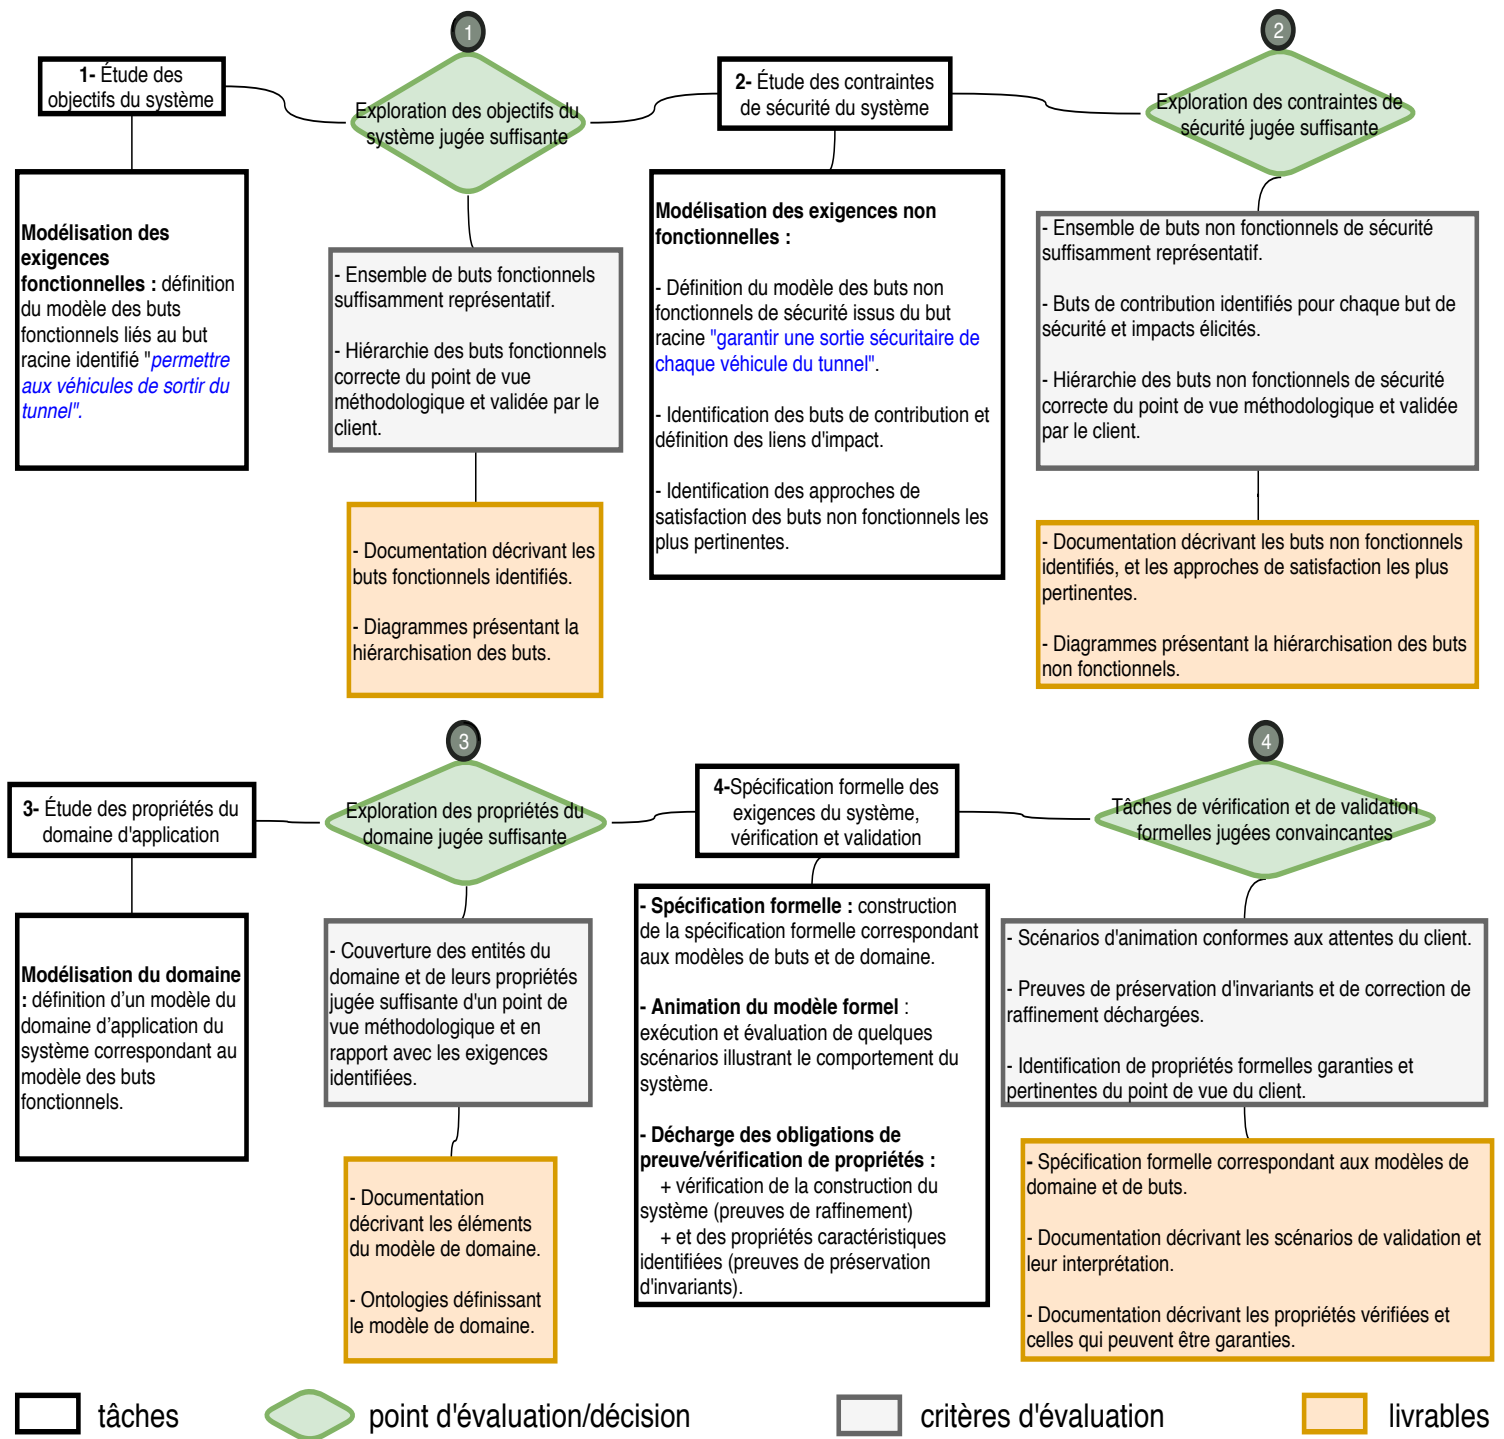 1
2
1- Étude des
objectifs du système
Exploration des objectifs du
système jugée suffisante
2- Étude des contraintes
de sécurité du système
Exploration des contraintes de
sécurité jugée suffisante
Modélisation des
exigences
fonctionnelles : définition
du modèle des buts
fonctionnels liés au but
racine identifié "permettre
aux véhicules de sortir du
tunnel".
- Ensemble de buts fonctionnels
suffisamment représentatif.
- Hiérarchie des buts fonctionnels
correcte du point de vue
méthodologique et validée par le
client.
- Documentation décrivant les
buts fonctionnels identifiés.
- Diagrammes présentant la
hiérarchisation des buts.
Modélisation des exigences non
fonctionnelles :
- Définition du modèle des buts non
fonctionnels de sécurité issus du but
racine "garantir une sortie sécuritaire de
chaque véhicule du tunnel".
- Identification des buts de contribution et
définition des liens d'impact.
- Identification des approches de
satisfaction des buts non fonctionnels les
plus pertinentes.
- Ensemble de buts non fonctionnels de sécurité
suffisamment représentatif.
- Buts de contribution identifiés pour chaque but de
sécurité et impacts élicités.
- Hiérarchie des buts non fonctionnels de sécurité
correcte du point de vue méthodologique et validée
par le client.
- Documentation décrivant les buts non fonctionnels
identifiés, et les approches de satisfaction les plus
pertinentes.
- Diagrammes présentant la hiérarchisation des buts
non fonctionnels.
3
4
3- Étude des propriétés du
domaine d'application
Exploration des propriétés du
domaine jugée suffisante
4-Spécification formelle des
exigences du système,
vérification et validation
Tâches de vérification et de validation
formelles jugées convaincantes
Modélisation du domaine
: définition d'un modèle du
domaine d'application du
système correspondant au
modèle des buts
fonctionnels.
- Couverture des entités du
domaine et de leurs propriétés
jugée suffisante d'un point de
vue méthodologique et en
rapport avec les exigences
identifiées.
- Documentation
décrivant les éléments
du modèle de domaine.
- Ontologies définissant
le modèle de domaine.
- Spécification formelle : construction
de la spécification formelle correspondant
aux modèles de buts et de domaine.
- Animation du modèle formel :
exécution et évaluation de quelques
scénarios illustrant le comportement du
système.
- Décharge des obligations de
preuve/vérification de propriétés :
+ vérification de la construction du
système (preuves de raffinement)
+ et des propriétés caractéristiques
identifiées (preuves de préservation
d'invariants).
- Scénarios d'animation conformes aux attentes du client.
- Preuves de préservation d'invariants et de correction de
raffinement déchargées.
- Identification de propriétés formelles garanties et
pertinentes du point de vue du client.
- Spécification formelle correspondant aux modèles de
domaine et de buts.
- Documentation décrivant les scénarios de validation et
leur interprétation.
- Documentation décrivant les propriétés vérifiées et
celles qui peuvent être garanties.
tâches
point d'évaluation/décision
critères d'évaluation
livrables